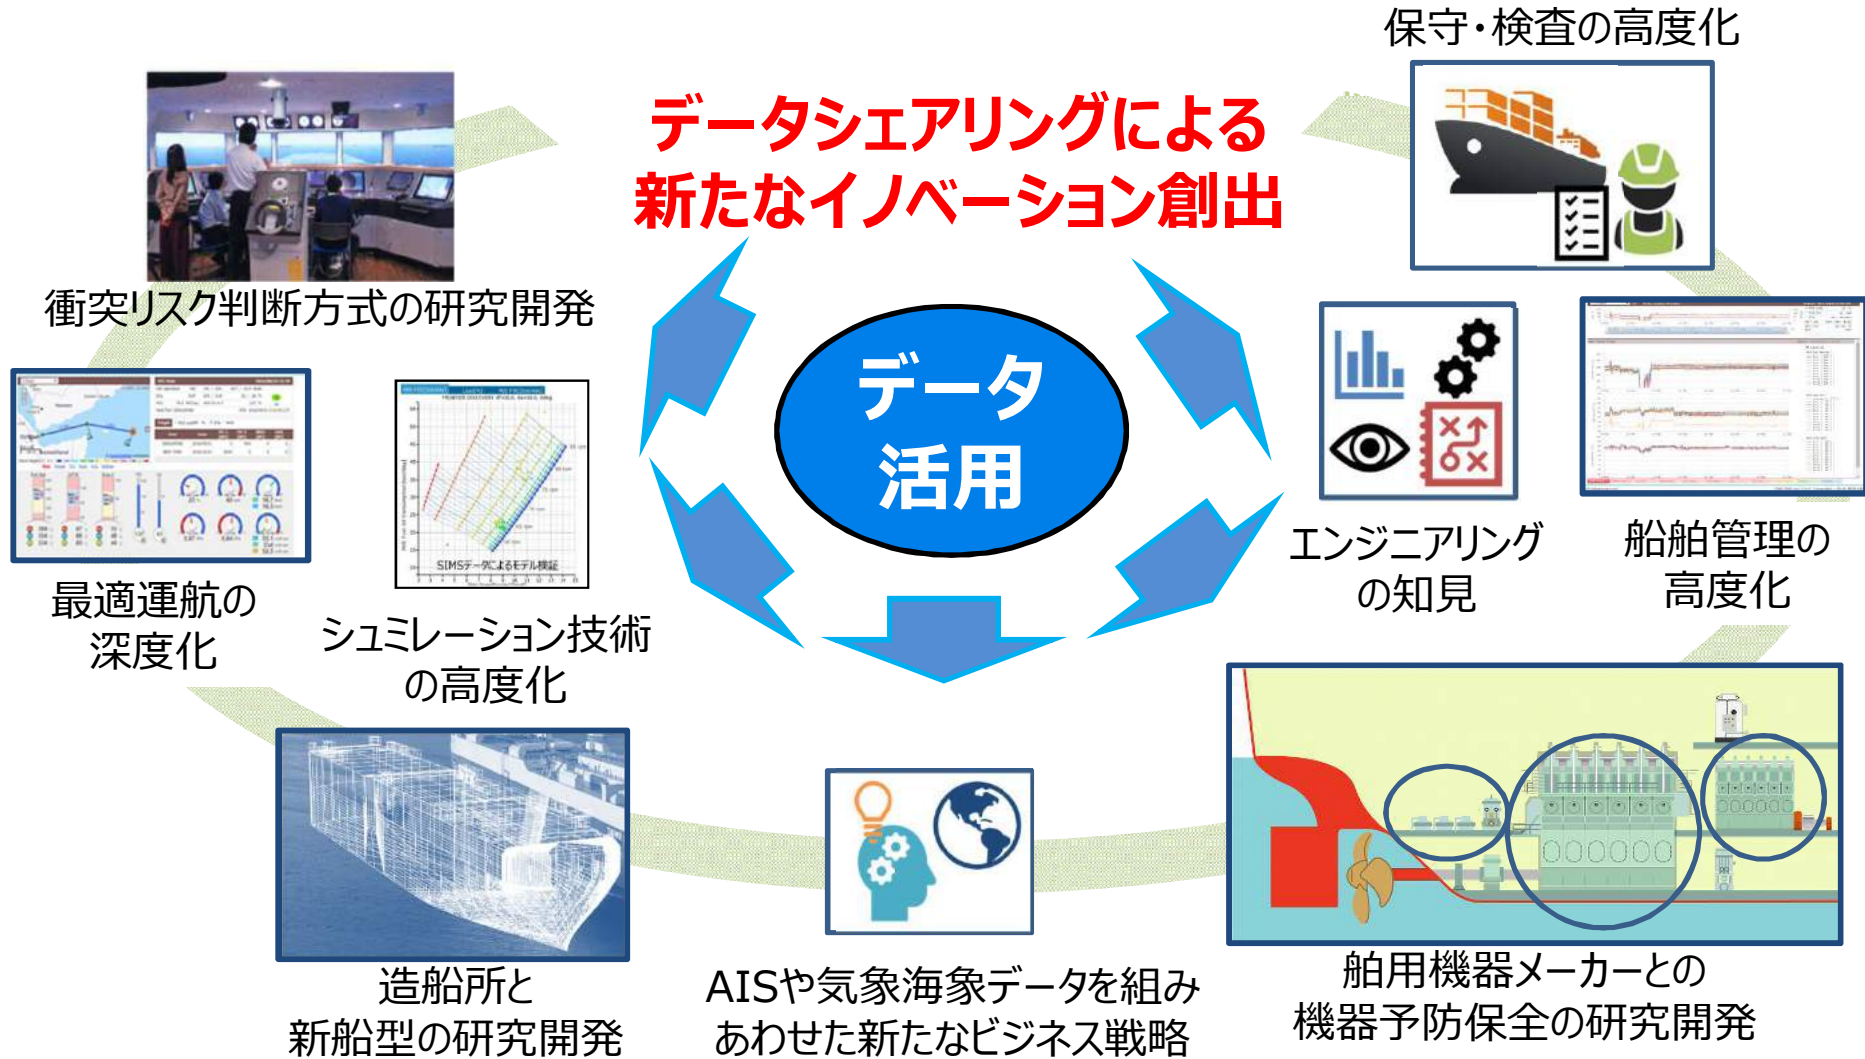 保守・検査の高度化
データシェアリングによる
新たなイノベーション創出
衝突リスク判断方式の研究開発
データ
活用
SIMSデータによるモデル検証
最適運航の
深度化
シュミレーション技術
の高度化
エンジニアリング
の知見
船舶管理の
高度化
造船所と
新船型の研究開発
AISや気象海象データを組み
あわせた新たなビジネス戦略
舶用機器メーカーとの
機器予防保全の研究開発